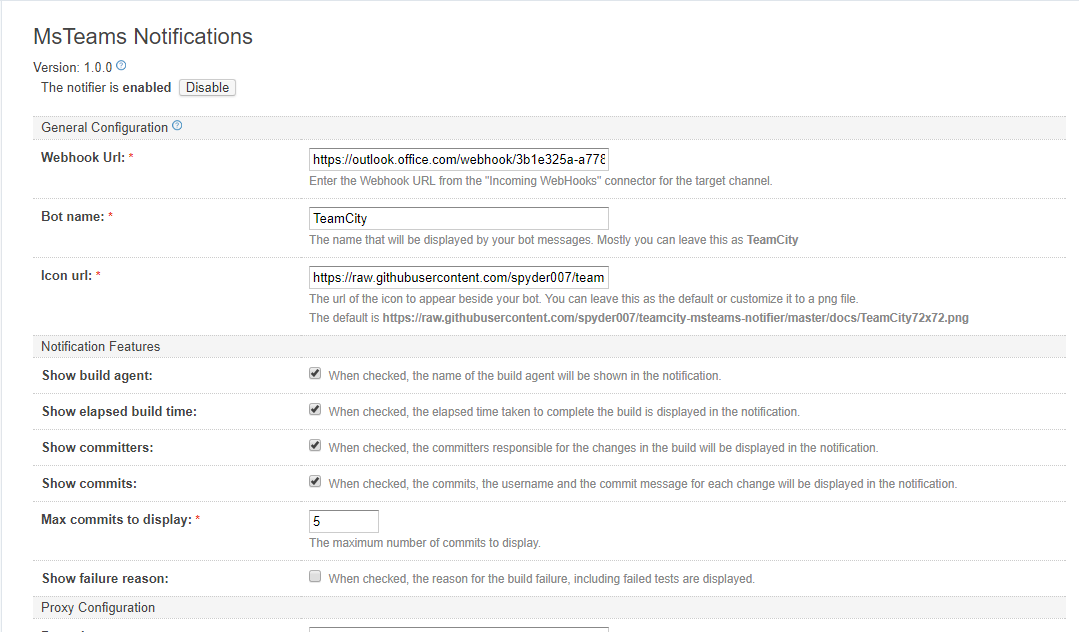 MsTeams Notifications
Version: 1.0.0
The notifier is enabled Disable
General Configuration
Webhook Url: *
https://outlook.office.com/webhook/3b1e325a-a778
Enter the Webhook URL from the "Incoming WebHooks" connector for the target channel.
Bot name: *
TeamCity
The name that will be displayed by your bot messages. Mostly you can leave this as TeamCity
Icon url: *
https://raw.githubusercontent.com/spyder007/team
The url of the icon to appear beside your bot. You can leave this as the default or customize it to a png file.
The default is https://raw.githubusercontent.com/spyder007/teamcity-msteams-notifier/master/docs/TeamCity72x72.png
Notification Features
Show build agent: When checked, the name of the build agent will be shown in the notification.
Show elapsed build time: When checked, the elapsed time taken to complete the build is displayed in the notification.
Show committers: When checked, the committers responsible for the changes in the build will be displayed in the notification.
Show commits: When checked, the commits, the username and the commit message for each change will be displayed in the notification.
Max commits to display: * 5
The maximum number of commits to display.
Show failure reason: When checked, the reason for the build failure, including failed tests are displayed.
Proxy Configuration